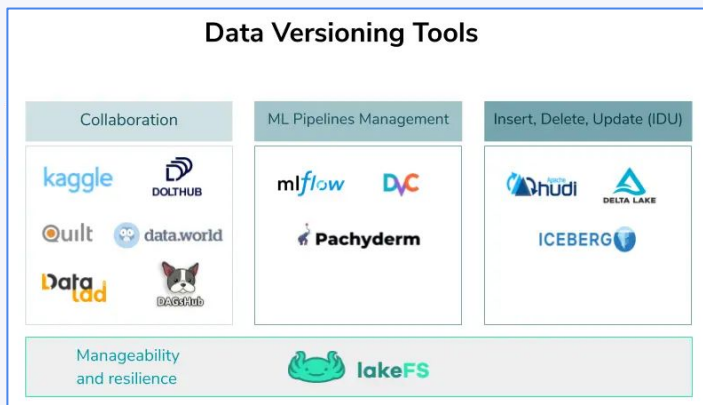 Data Versioning Tools
Collaboration
ML Pipelines Management
Insert, Delete, Update (IDU)
kaggle
DOLTHUB
Quilt
data.world
Data
lad
DAGsHub
mlflow
DVC
Pachyderm
Apache
hudi
DELTA LAKE
ICEBERG
Manageability
and resilience
lakeFS